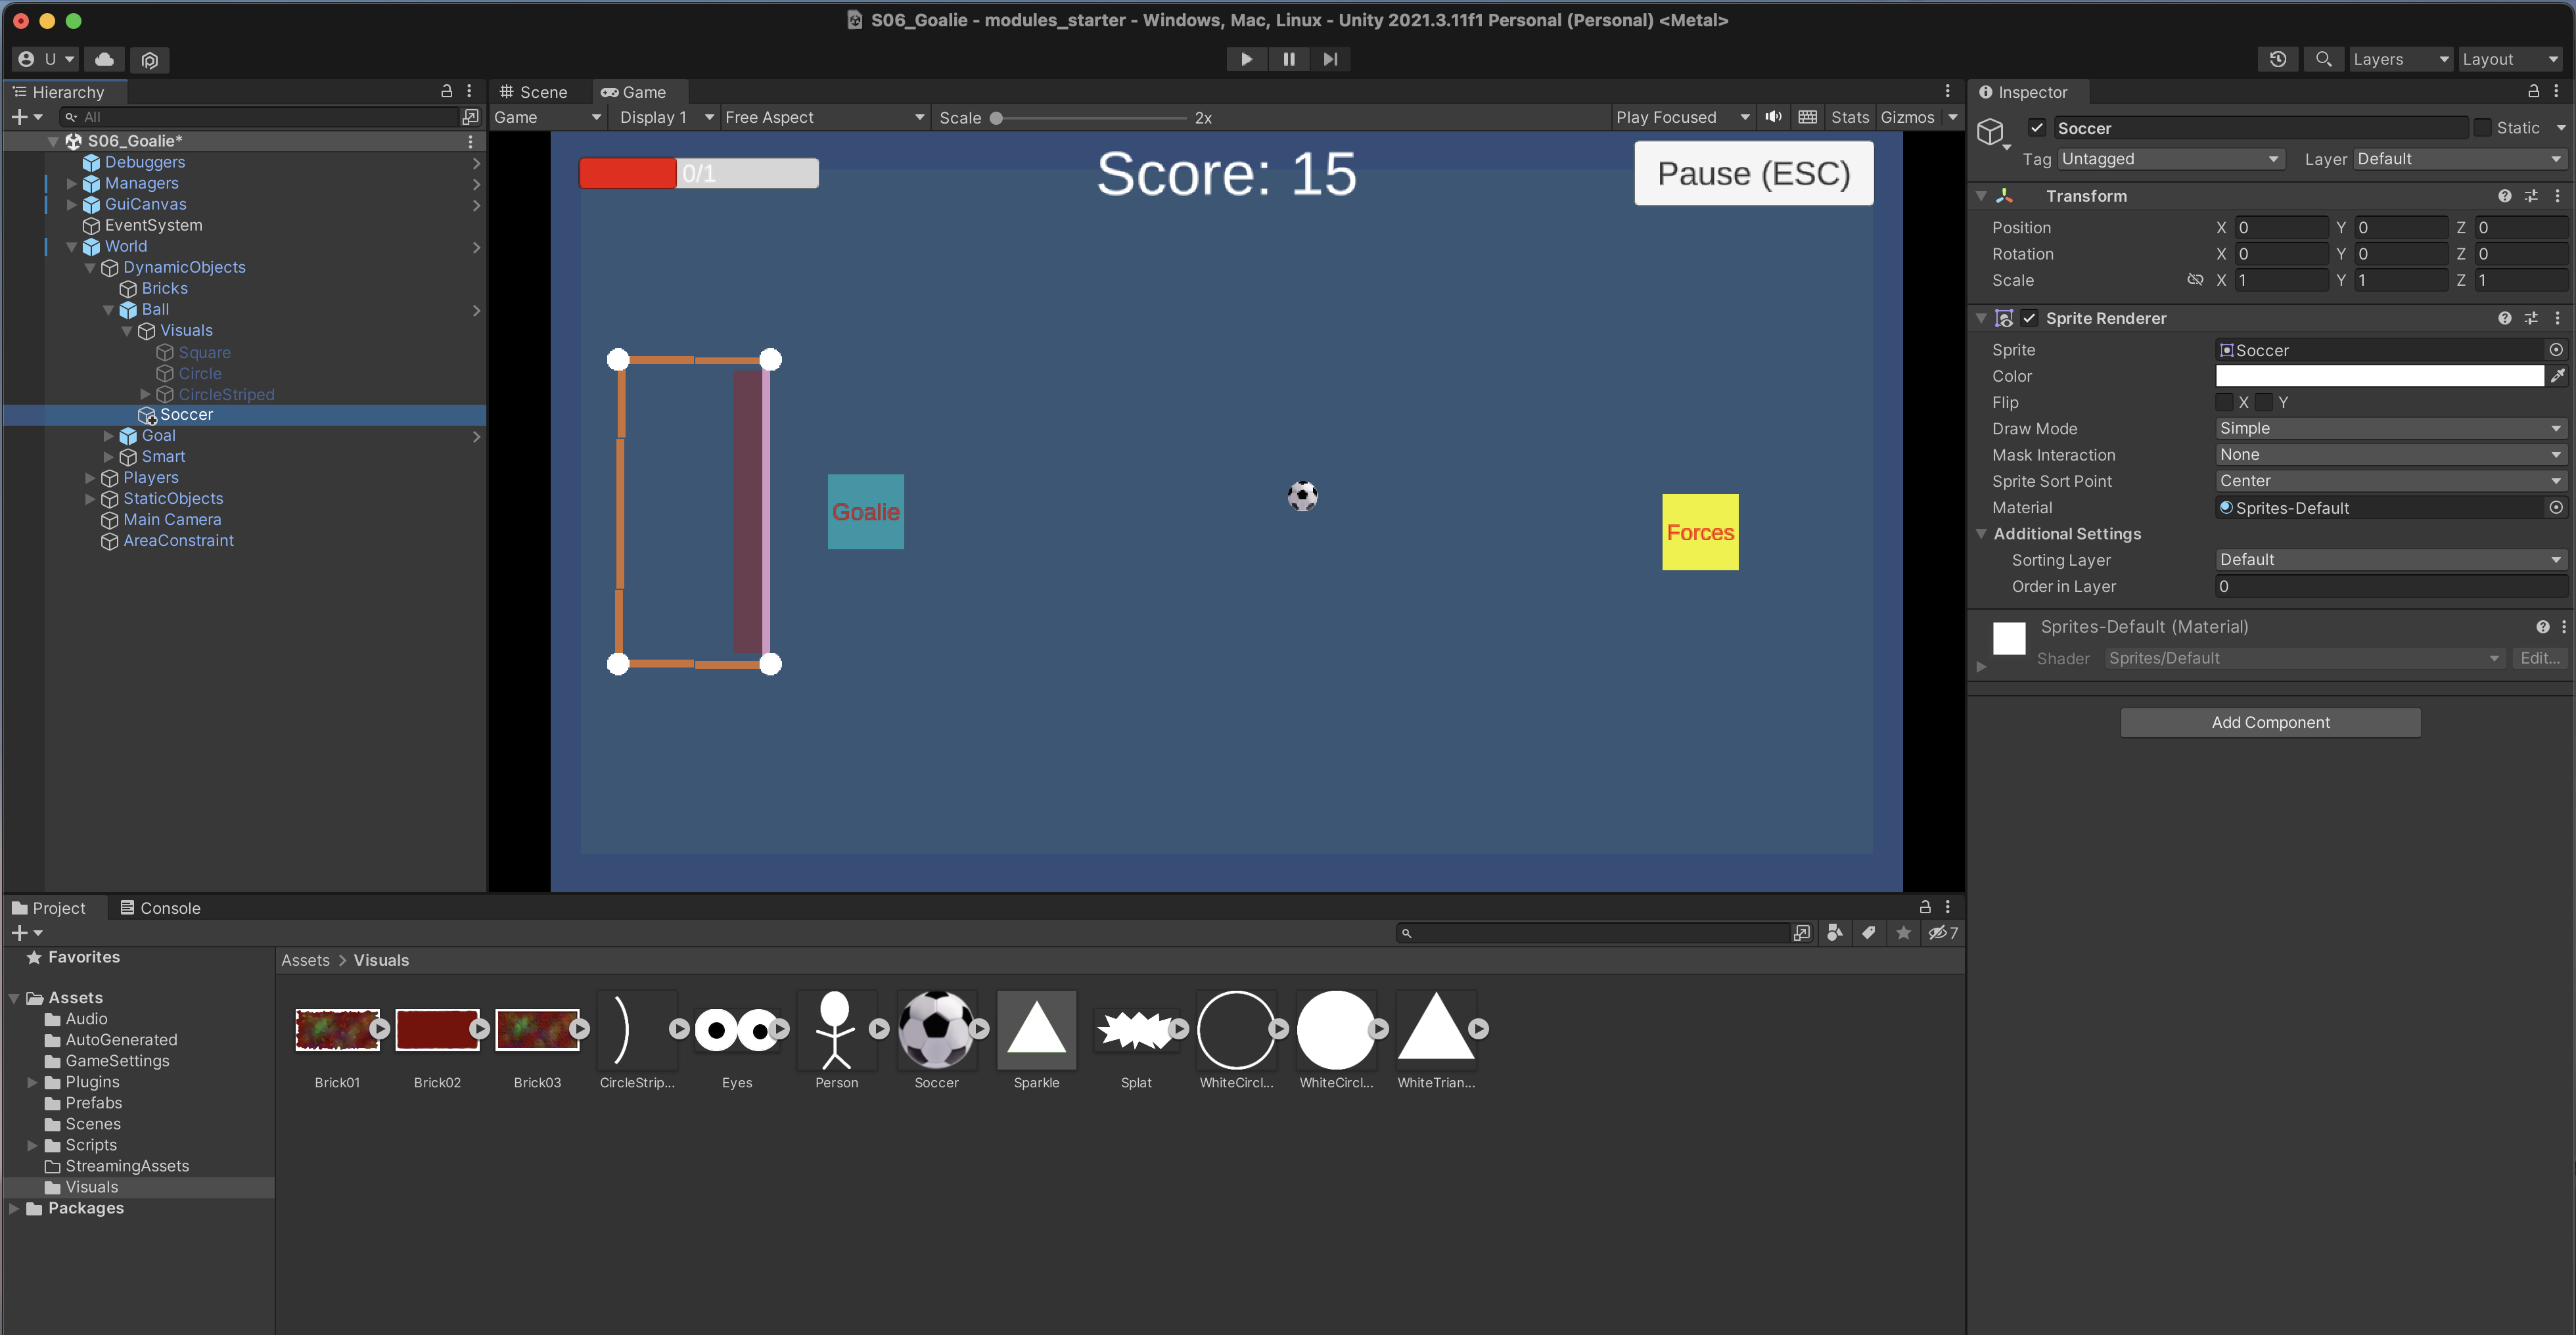 S06_Goalie - modules_starter - Windows, Mac, Linux - Unity 2021.3.11f1 Personal (Personal) <Metal>
U
Layers
Layout
Hierarchy
All
S06_Goalie*
Debuggers
Managers
GuiCanvas
EventSystem
World
DynamicObjects
Bricks
Ball
Visuals
Square
Circle
CircleStriped
Soccer
Goal
Smart
Players
StaticObjects
Main Camera
AreaConstraint
Scene
Game
Game
Display 1
Free Aspect
Scale
2x
Play Focused
Stats
Gizmos
0/1
Score: 15
Pause (ESC)
Goalie
Forces
Inspector
Soccer
Static
Tag Untagged
Layer Default
Transform
Position X 0 Y 0 Z 0
Rotation X 0 Y 0 Z 0
Scale X 1 Y 1 Z 1
Sprite Renderer
Sprite Soccer
Color
Flip X Y
Draw Mode Simple
Mask Interaction None
Sprite Sort Point Center
Material Sprites-Default
Additional Settings
Sorting Layer Default
Order in Layer 0
Sprites-Default (Material)
Shader Sprites/Default Edit...
Add Component
Project
Console
7
Favorites
Assets
Audio
AutoGenerated
GameSettings
Plugins
Prefabs
Scenes
Scripts
StreamingAssets
Visuals
Packages
Assets > Visuals
Brick01
Brick02
Brick03
CircleStrip...
Eyes
Person
Soccer
Sparkle
Splat
WhiteCircl...
WhiteCircl...
WhiteTrian...